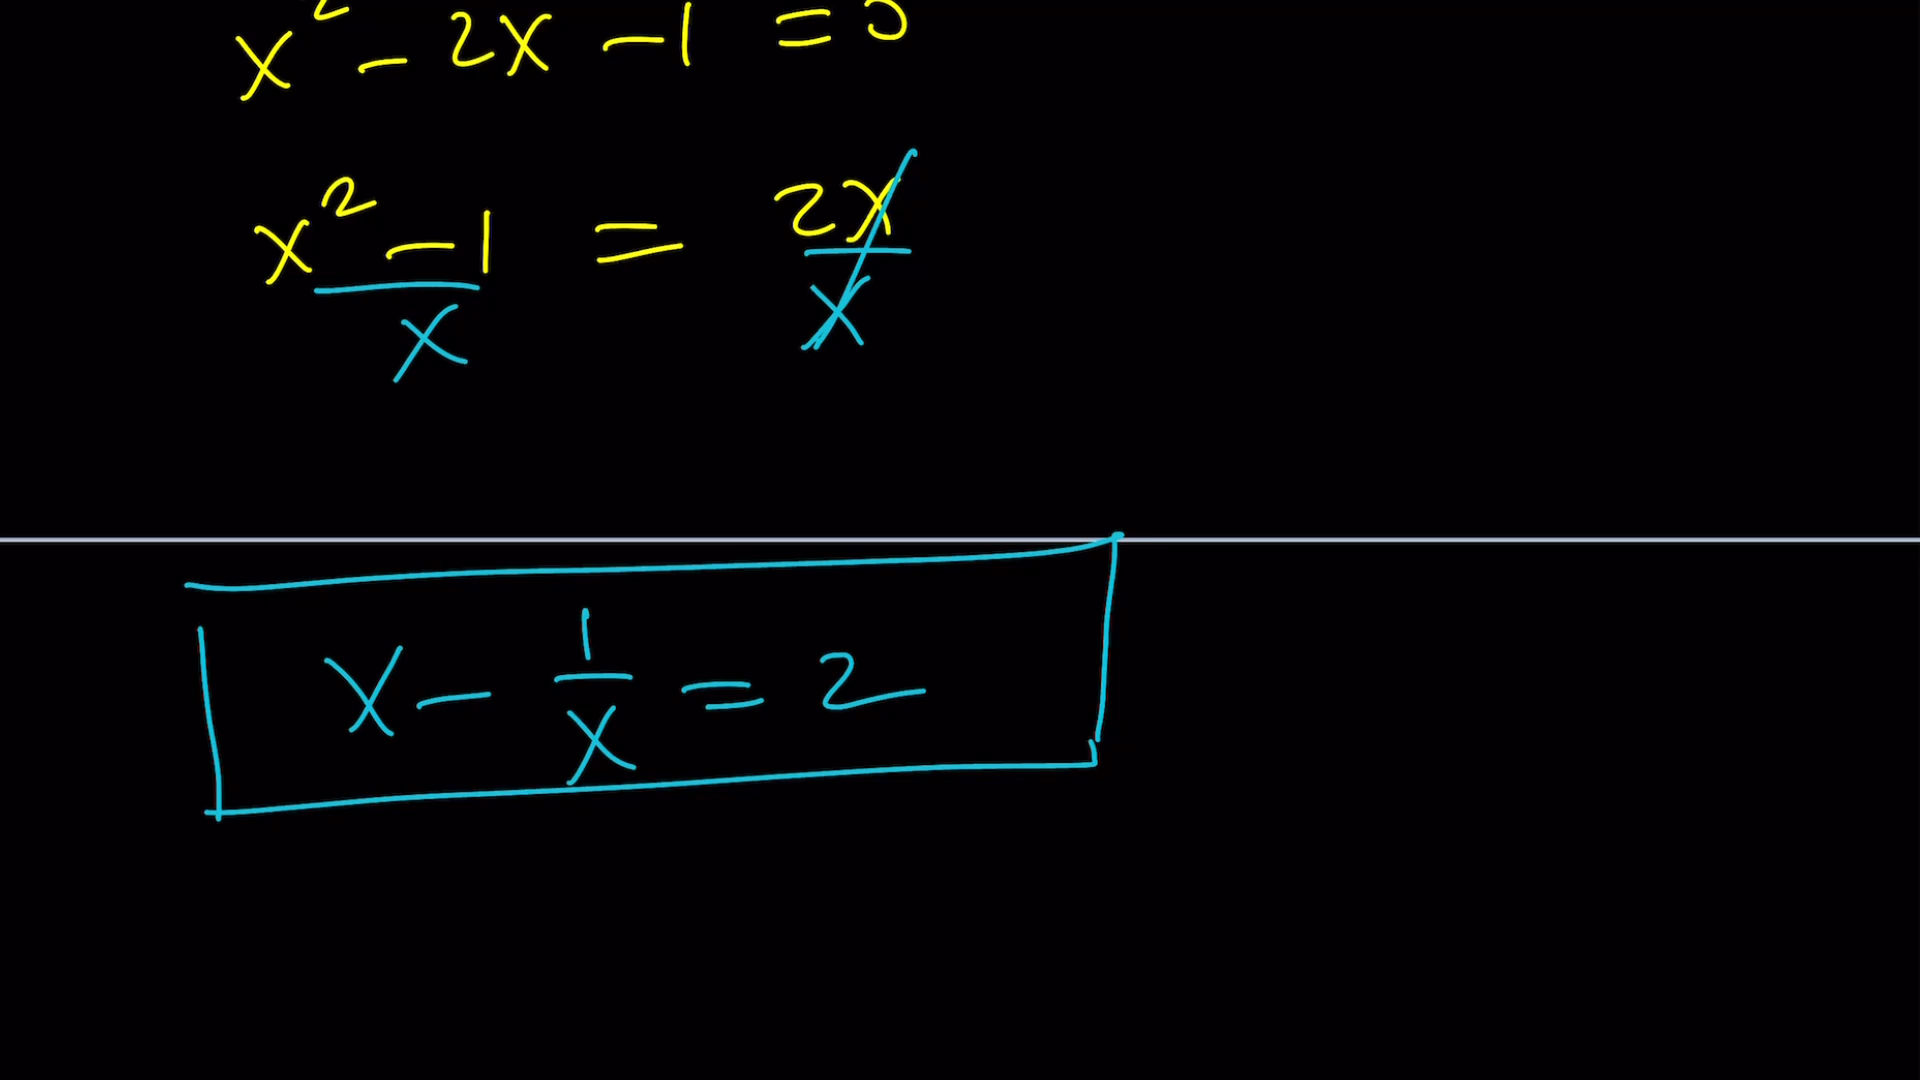 x² - 2x - 1 = 0
x² - 1 / x = 2x / x
x - 1/x = 2